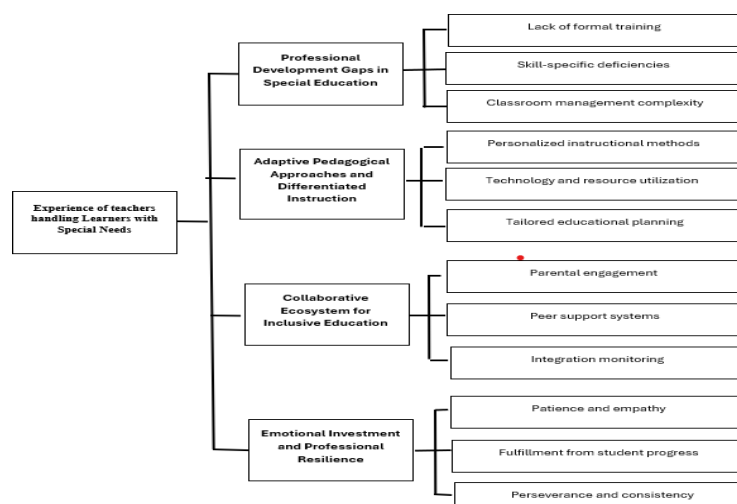 Experience of teachers
handling Learners with
Special Needs
Professional
Development Gaps in
Special Education
Lack of formal training
Skill-specific deficiencies
Classroom management complexity
Adaptive Pedagogical
Approaches and
Differentiated
Instruction
Personalized instructional methods
Technology and resource utilization
Tailored educational planning
Collaborative
Ecosystem for
Inclusive Education
Parental engagement
Peer support systems
Integration monitoring
Emotional Investment
and Professional
Resilience
Patience and empathy
Fulfillment from student progress
Perseverance and consistency